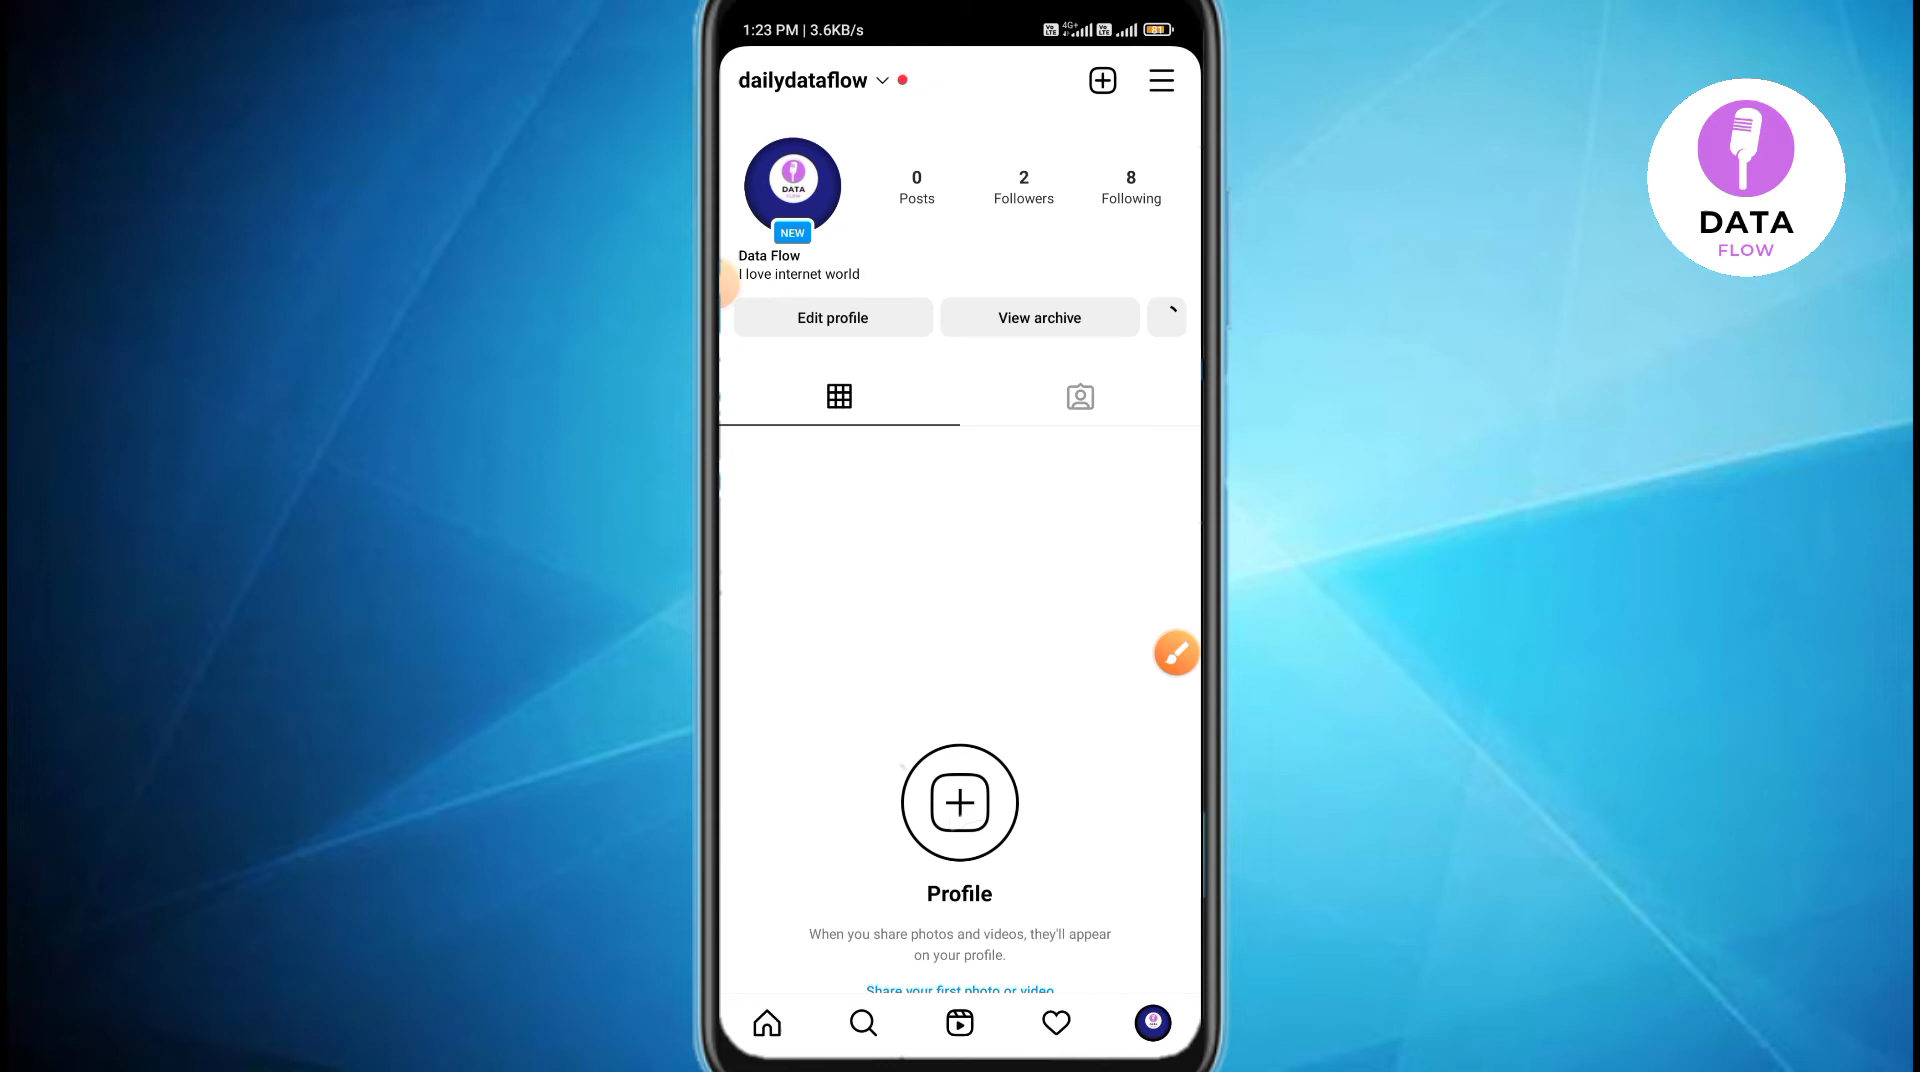 1:23 PM | 3.6KB/s
4G+
81
dailydataflow
DATA
FLOW
DATA
0
2
8
Posts
Followers
Following
NEW
Data Flow
I love internet world
Edit profile
View archive
Profile
When you share photos and videos, they'll appear
on your profile.
Share your first photo or video